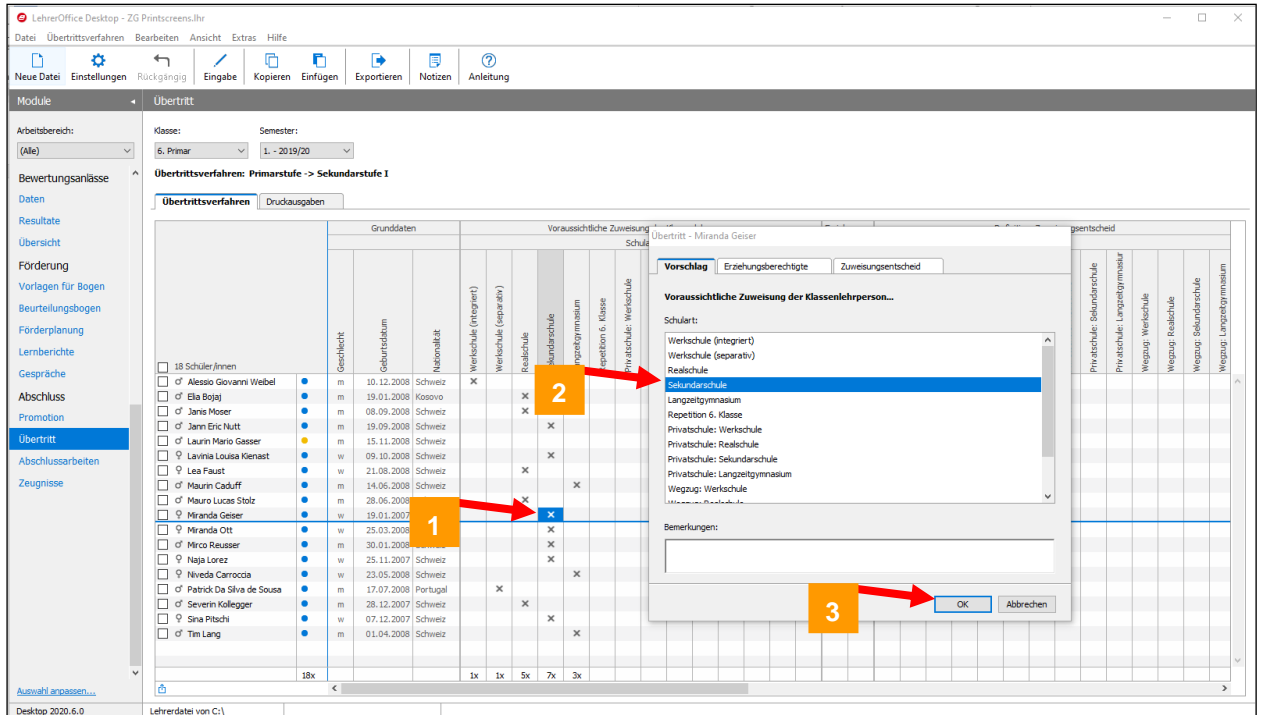 LehrerOffice Desktop - ZG Printscreens.lhr
Datei Übertrittsverfahren Bearbeiten Ansicht Extras Hilfe
Neue Datei Einstellungen Rückgängig Eingabe Kopieren Einfügen Exportieren Notizen Anleitung
Module
Übertritt
Arbeitsbereich:
(Alle)
Klasse: Semester:
6. Primar 1. - 2019/20
Übertrittsverfahren: Primarstufe -> Sekundarstufe I
Übertrittsverfahren Druckausgaben
Bewertungsanlässe
Daten
Resultate
Übersicht
Förderung
Vorlagen für Bogen
Beurteilungsbogen
Förderplanung
Lernberichte
Gespräche
Abschluss
Promotion
Übertritt
Abschlussarbeiten
Zeugnisse
Auswahl anpassen...
Grunddaten
Voraussichtliche Zuweisung
Schula
18 Schüler/innen
Geschlecht
Geburtsdatum
Nationalität
Werkschule (integriert)
Werkschule (separativ)
Realschule
ekundarschule
ngzeitgymnasium
epetition 6. Klasse
Privatschule: Werkschule
Privatschule: Sekundarschule
Privatschule: Langzeitgymnasiur
Wegzug: Werkschule
Wegzug: Realschule
Wegzug: Sekundarschule
Wegzug: Langzeitgymnasium
gsentscheid
♂ Alessio Giovanni Weibel m 10.12.2008 Schweiz ×
♂ Elia Bojaj m 19.01.2008 Kosovo ×
♂ Janis Moser m 08.09.2008 Schweiz ×
♂ Jann Eric Nutt m 19.09.2008 Schweiz ×
♂ Laurin Mario Gasser m 15.11.2008 Schweiz
♀ Lavinia Louisa Kienast w 09.10.2008 Schweiz ×
♀ Lea Faust w 21.08.2008 Schweiz ×
♂ Maurin Caduff m 14.06.2008 Schweiz ×
♂ Mauro Lucas Stolz m 28.06.2008 ×
♀ Miranda Geiser w 19.01.2007 ×
♀ Miranda Ott w 25.03.2008 ×
♂ Mirco Reusser m 30.01.2008 Schweiz ×
♀ Naja Lorez w 25.11.2007 Schweiz ×
♀ Niveda Carroccia w 23.05.2008 Schweiz ×
♂ Patrick Da Silva de Sousa m 17.07.2008 Portugal ×
♂ Severin Kollegger m 28.12.2007 Schweiz ×
♀ Sina Pitschi w 07.12.2007 Schweiz ×
♂ Tim Lang m 01.04.2008 Schweiz ×
18x 1x 1x 5x 7x 3x
1
2
3
Übertritt - Miranda Geiser
Vorschlag Erziehungsberechtigte Zuweisungsentscheid
Voraussichtliche Zuweisung der Klassenlehrperson...
Schulart:
Werkschule (integriert)
Werkschule (separativ)
Realschule
Sekundarschule
Langzeitgymnasium
Repetition 6. Klasse
Privatschule: Werkschule
Privatschule: Realschule
Privatschule: Sekundarschule
Privatschule: Langzeitgymnasium
Wegzug: Werkschule
Wegzug: Realschule
Bemerkungen:
OK Abbrechen
Desktop 2020.6.0 Lehrerdatei von C:\